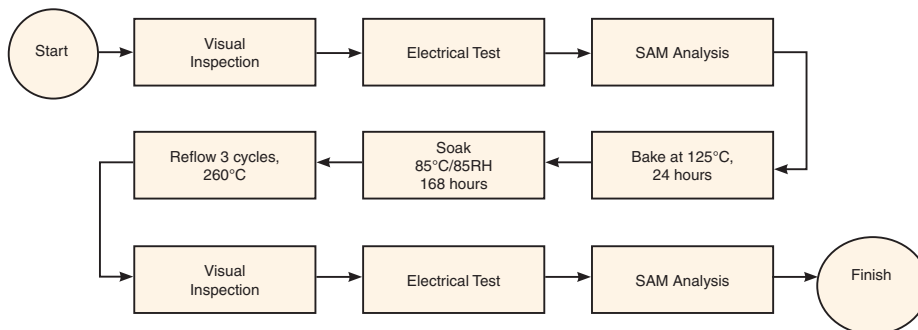 Start
Visual
Inspection
Electrical Test
SAM Analysis
Bake at 125°C,
24 hours
Soak
85°C/85RH
168 hours
Reflow 3 cycles,
260°C
Visual
Inspection
Electrical Test
SAM Analysis
Finish